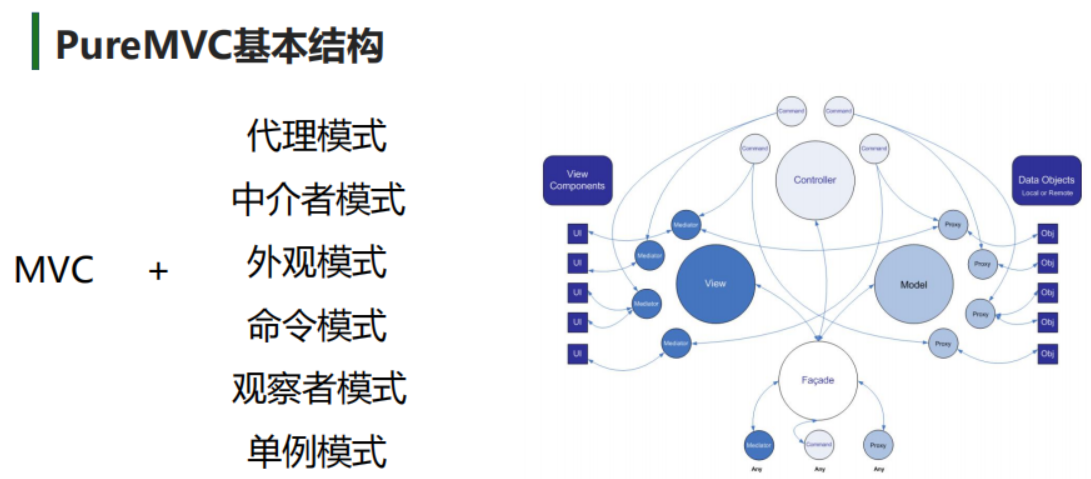 PureMVC基本结构
代理模式
中介者模式
MVC + 外观模式
命令模式
观察者模式
单例模式
Command Command
Command Command
View Components
Controller
Data Objects
Local or Remote
UI Mediator Proxy Obj
UI Mediator Proxy Obj
View Model
UI Mediator Proxy Obj
UI Obj
UI Mediator Proxy Obj
Façade
Mediator Command Proxy
Any Any Any